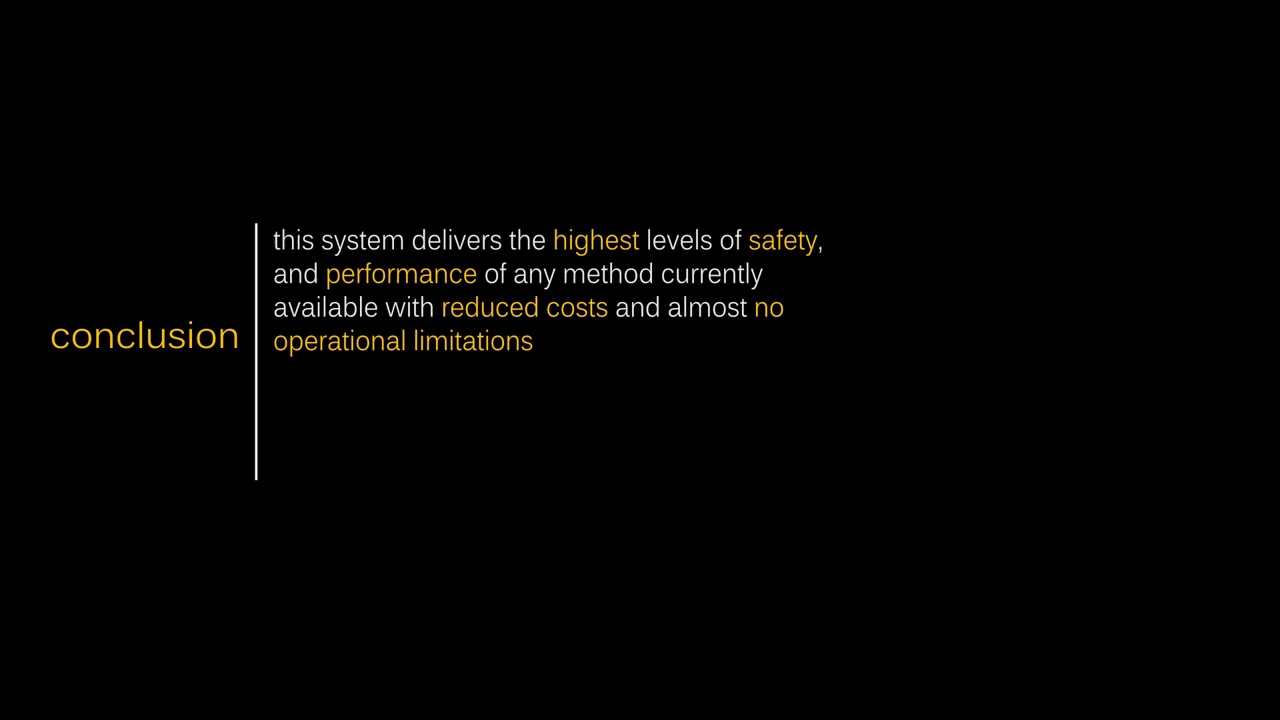 conclusion
this system delivers the highest levels of safety,
and performance of any method currently
available with reduced costs and almost no
operational limitations